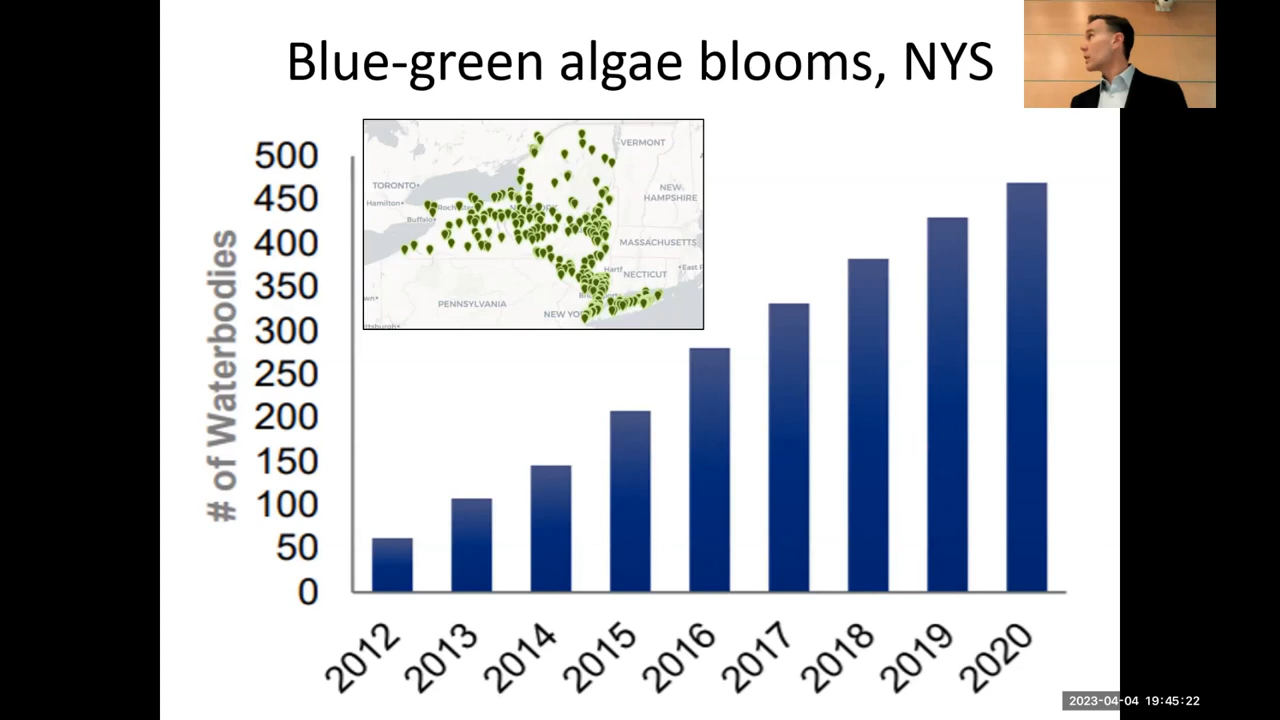 Blue-green algae blooms, NYS
# of Waterbodies
500
450
400
350
300
250
200
150
100
50
0
2012
2013
2014
2015
2016
2017
2018
2019
2020
VERMONT
TORONTO
NEW
HAMPSHIRE
Hamilton
Buffalo
MASSACHUSETTS
Hartf
NECTICUT
PENNSYLVANIA
NEW YO
2023-04-04 19:45:22